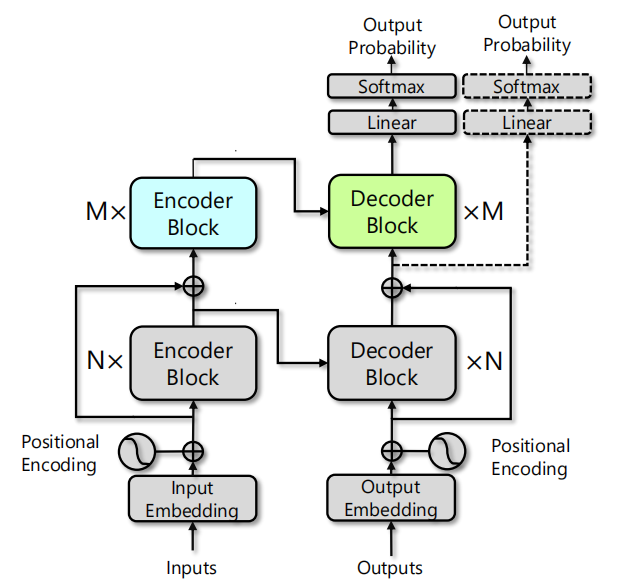 Output
Probability
Output
Probability
Softmax
Softmax
Linear
Linear
M×
Encoder
Block
Decoder
Block
×M
N×
Encoder
Block
Decoder
Block
×N
Positional
Encoding
Positional
Encoding
Input
Embedding
Output
Embedding
Inputs
Outputs